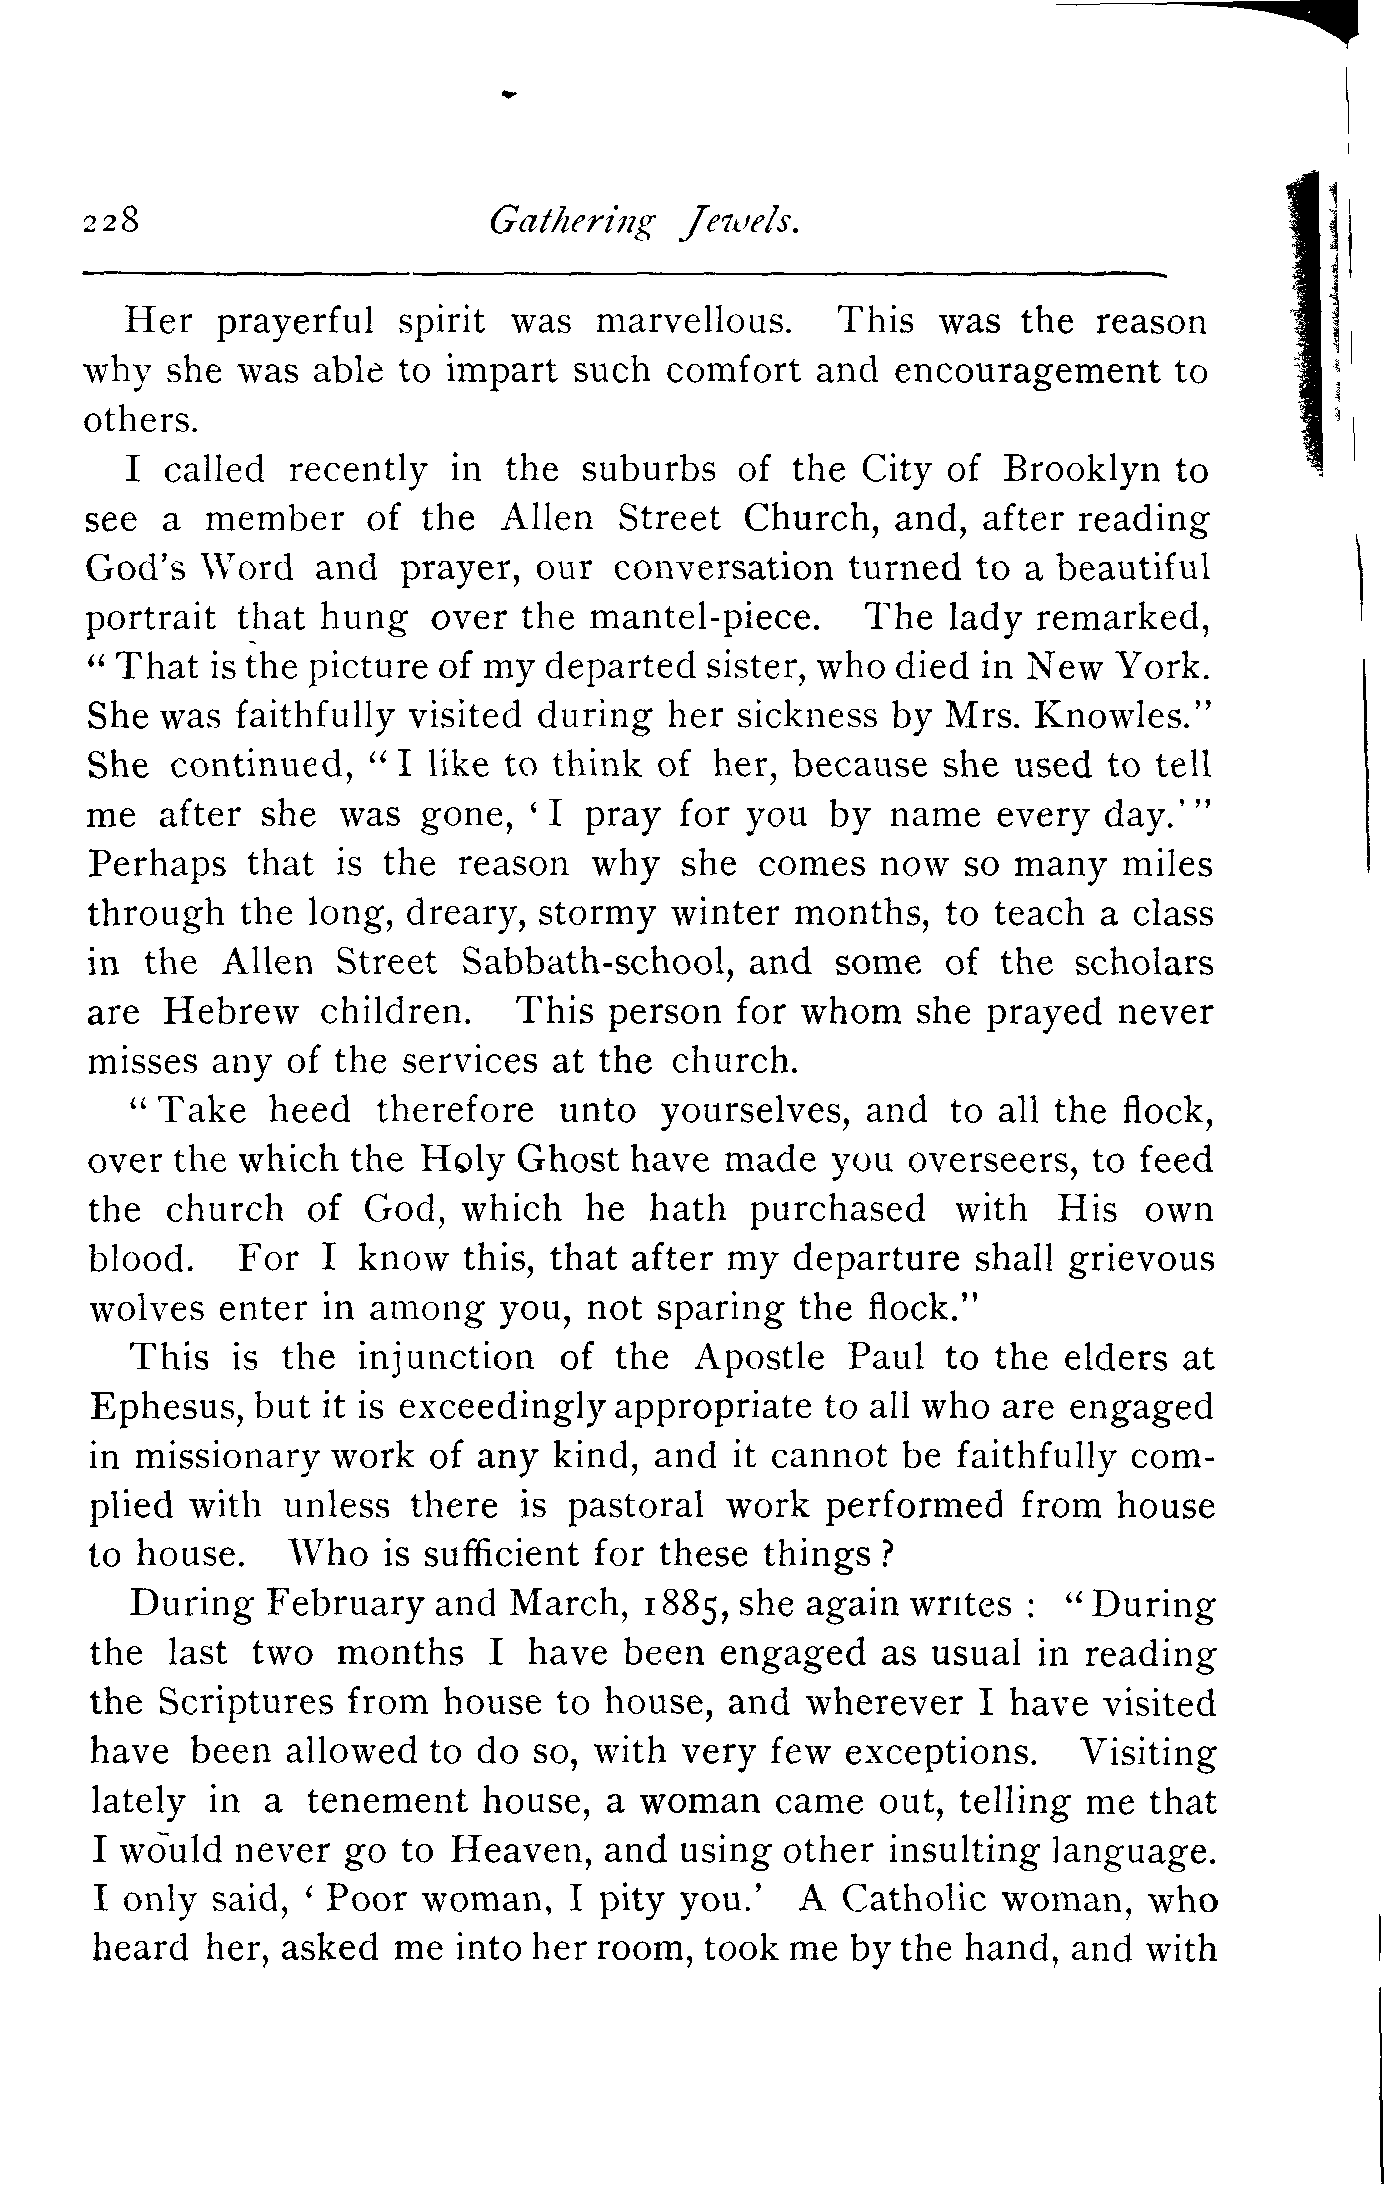 228 Gathering Jewels.
Her prayerful spirit was marvellous. This was the reason
why she was able to impart such comfort and encouragement to
others.
I called recently in the suburbs of the City of Brooklyn to
see a member of the Allen Street Church, and, after reading
God's Word and prayer, our conversation turned to a beautiful
portrait that hung over the mantel-piece. The lady remarked,
"That is the picture of my departed sister, who died in New York.
She was faithfully visited during her sickness by Mrs. Knowles."
She continued, "I like to think of her, because she used to tell
me after she was gone, 'I pray for you by name every day.'"
Perhaps that is the reason why she comes now so many miles
through the long, dreary, stormy winter months, to teach a class
in the Allen Street Sabbath-school, and some of the scholars
are Hebrew children. This person for whom she prayed never
misses any of the services at the church.
"Take heed therefore unto yourselves, and to all the flock,
over the which the Holy Ghost have made you overseers, to feed
the church of God, which he hath purchased with His own
blood. For I know this, that after my departure shall grievous
wolves enter in among you, not sparing the flock."
This is the injunction of the Apostle Paul to the elders at
Ephesus, but it is exceedingly appropriate to all who are engaged
in missionary work of any kind, and it cannot be faithfully com-
plied with unless there is pastoral work performed from house
to house. Who is sufficient for these things?
During February and March, 1885, she again writes: "During
the last two months I have been engaged as usual in reading
the Scriptures from house to house, and wherever I have visited
have been allowed to do so, with very few exceptions. Visiting
lately in a tenement house, a woman came out, telling me that
I would never go to Heaven, and using other insulting language.
I only said, 'Poor woman, I pity you.' A Catholic woman, who
heard her, asked me into her room, took me by the hand, and with